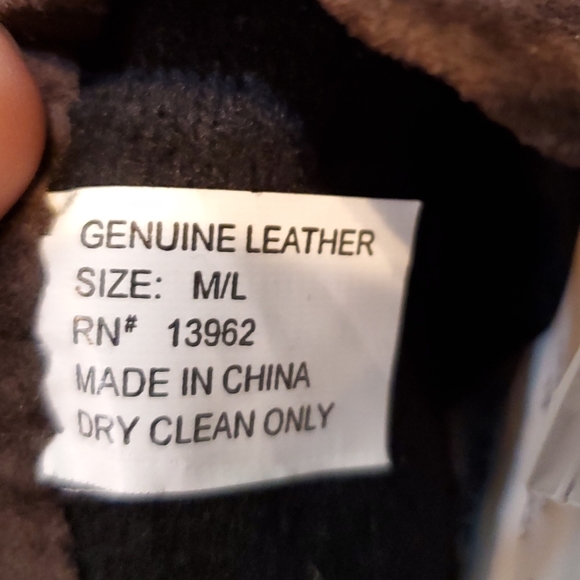 GENUINE LEATHER
SIZE: M/L
RN# 13962
MADE IN CHINA
DRY CLEAN ONLY